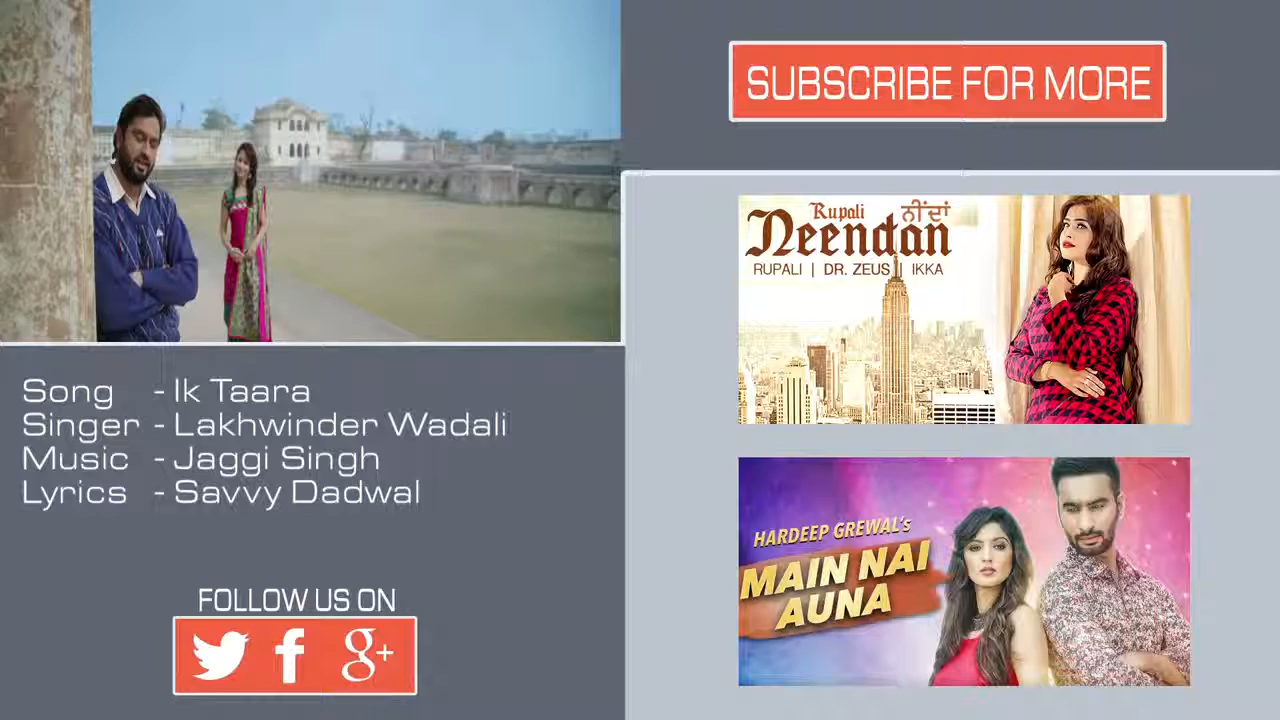 SUBSCRIBE FOR MORE
Rupali ਨੀਂਦਾਂ
Neendan
RUPALI | DR. ZEUS | IKKA
Song - Ik Taara
Singer - Lakhwinder Wadali
Music - Jaggi Singh
Lyrics - Savvy Dadwal
HARDEEP GREWAL's
MAIN NAI
AUNA
FOLLOW US ON
g+